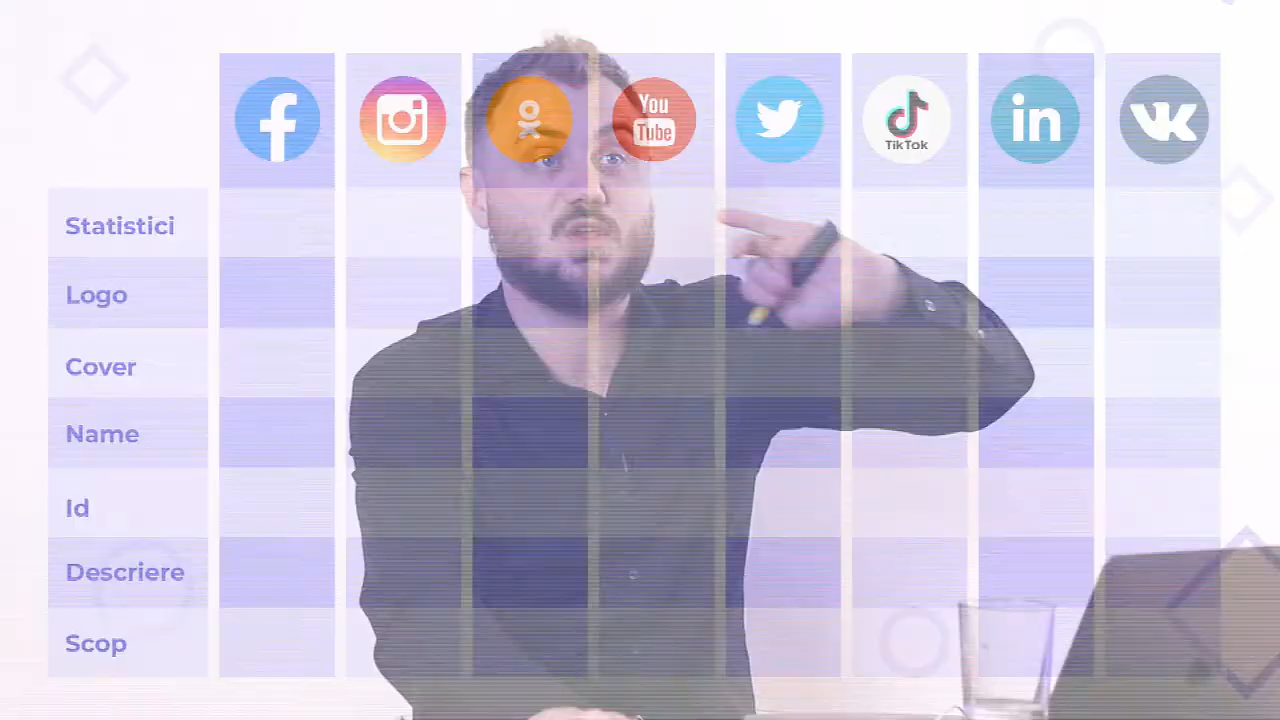 f
You
Tube
TikTok
in
Statistici
Logo
Cover
Name
Id
Descriere
Scop